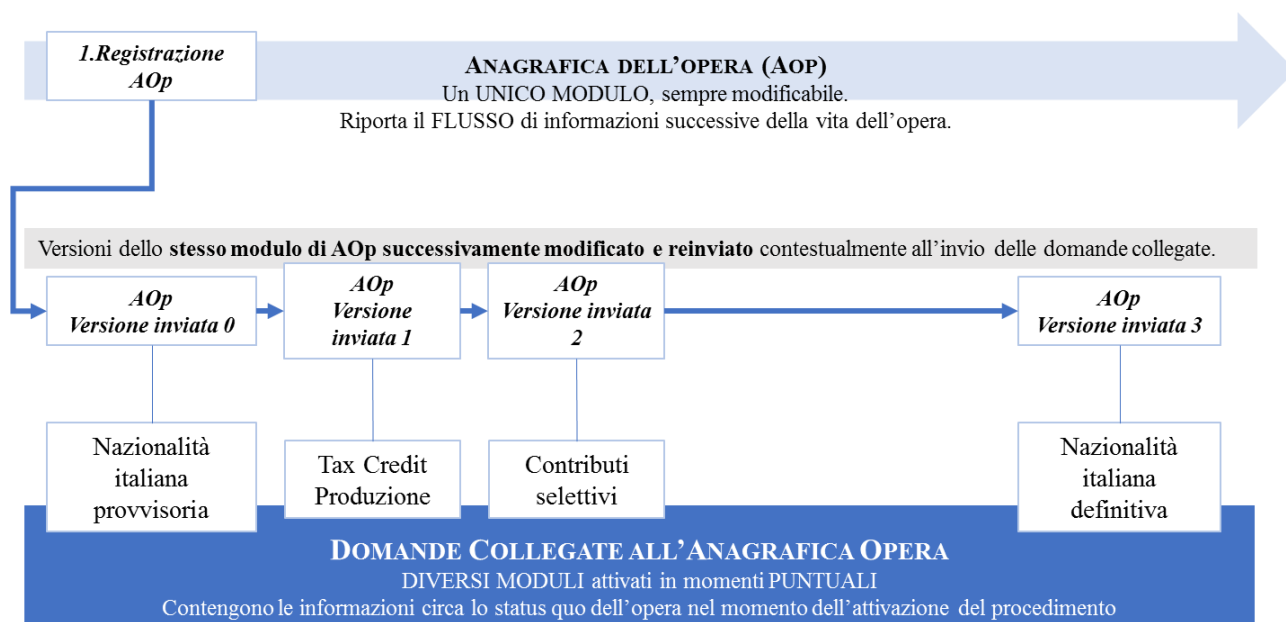 1.Registrazione
AOp
ANAGRAFICA DELL’OPERA (AOP)
Un UNICO MODULO, sempre modificabile.
Riporta il FLUSSO di informazioni successive della vita dell’opera.
Versioni dello stesso modulo di AOp successivamente modificato e reinviato contestualmente all’invio delle domande collegate.
AOp
Versione inviata 0
AOp
Versione
inviata 1
AOp
Versione inviata
2
AOp
Versione inviata 3
Nazionalità
italiana
provvisoria
Tax Credit
Produzione
Contributi
selettivi
Nazionalità
italiana
definitiva
DOMANDE COLLEGATE ALL’ANAGRAFICA OPERA
DIVERSI MODULI attivati in momenti PUNTUALI
Contengono le informazioni circa lo status quo dell’opera nel momento dell’attivazione del procedimento